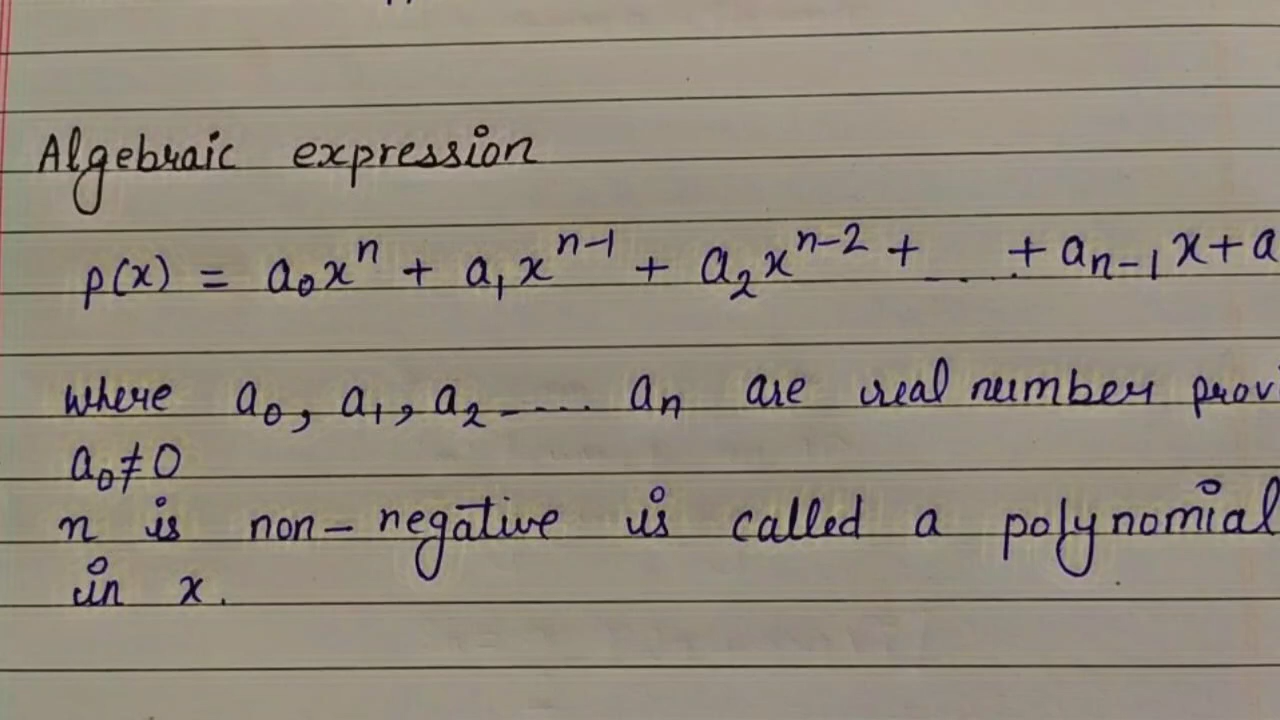 Algebraic expression
p(x) = a₀xⁿ + a₁xⁿ⁻¹ + a₂xⁿ⁻² + .... + aₙ₋₁x + a
where a₀, a₁, a₂ ..... aₙ are real number prov
a₀ ≠ 0
n is non-negative is called a polynomial
in x.